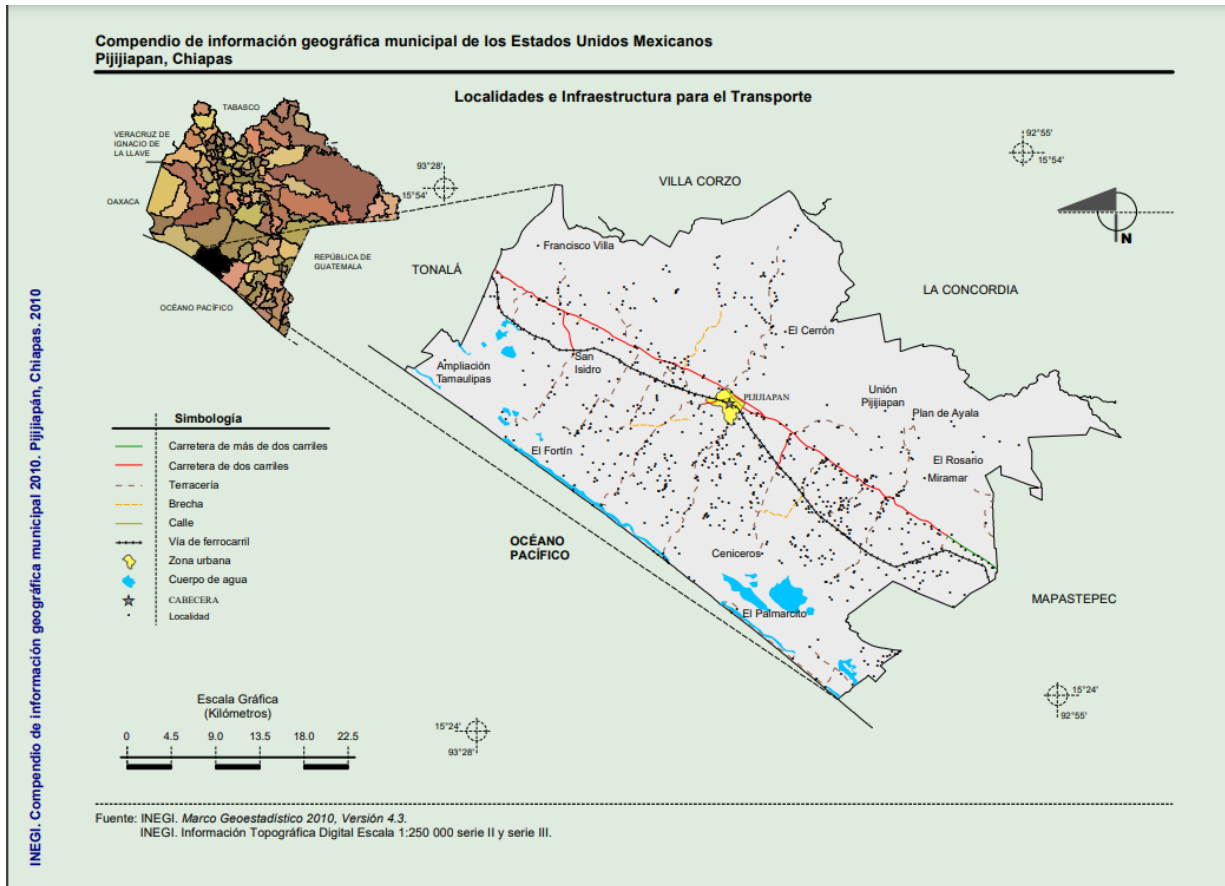 Compendio de información geográfica municipal de los Estados Unidos Mexicanos
Pijijiapan, Chiapas
Localidades e Infraestructura para el Transporte
TABASCO
VERACRUZ DE
IGNACIO DE
LA LLAVE
OAXACA
REPÚBLICA DE
GUATEMALA
OCÉANO PACÍFICO
93°28'
15°54'
92°55'
15°54'
N
VILLA CORZO
TONALÁ
LA CONCORDIA
MAPASTEPEC
OCÉANO
PACÍFICO
Francisco Villa
El Cerrón
San
Isidro
Ampliación
Tamaulipas
PIJIJIAPAN
Unión
Pijijiapan
Plan de Ayala
El Rosario
Miramar
El Fortín
Ceniceros
El Palmarcito
Simbología
Carretera de más de dos carriles
Carretera de dos carriles
Terracería
Brecha
Calle
Vía de ferrocarril
Zona urbana
Cuerpo de agua
CABECERA
Localidad
Escala Gráfica
(Kilómetros)
0 4.5 9.0 13.5 18.0 22.5
15°24'
93°28'
15°24'
92°55'
Fuente: INEGI. Marco Geoestadístico 2010, Versión 4.3.
INEGI. Información Topográfica Digital Escala 1:250 000 serie II y serie III.
INEGI. Compendio de información geográfica municipal 2010. Pijijiapán, Chiapas. 2010